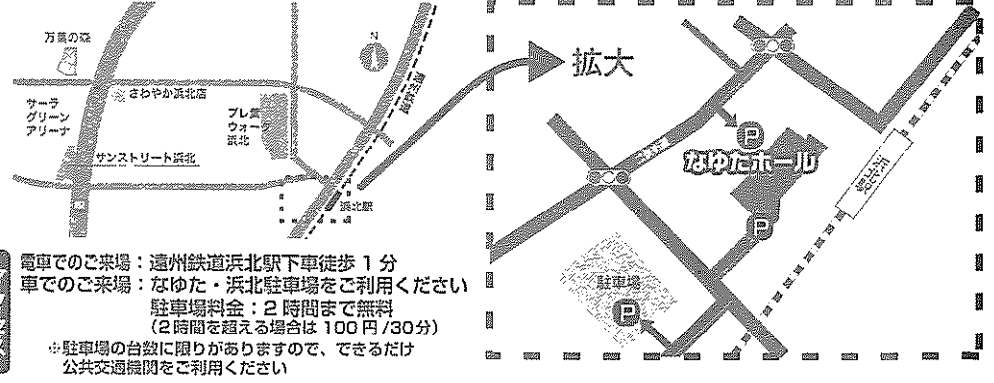 万葉の森
さわやか浜北店
サーラ
グリーン
アリーナ
プレ葉
ウォーク
浜北
サンストリート浜北
浜北駅
N
拡大
P
なゆたホール
P
駐車場
P
アクセス
電車でのご来場：遠州鉄道浜北駅下車徒歩 1 分
車でのご来場：なゆた・浜北駐車場をご利用ください
駐車場料金：2 時間まで無料
（2時間を超える場合は 100 円 /30分）
※駐車場の台数に限りがありますので、できるだけ
公共交通機関をご利用ください